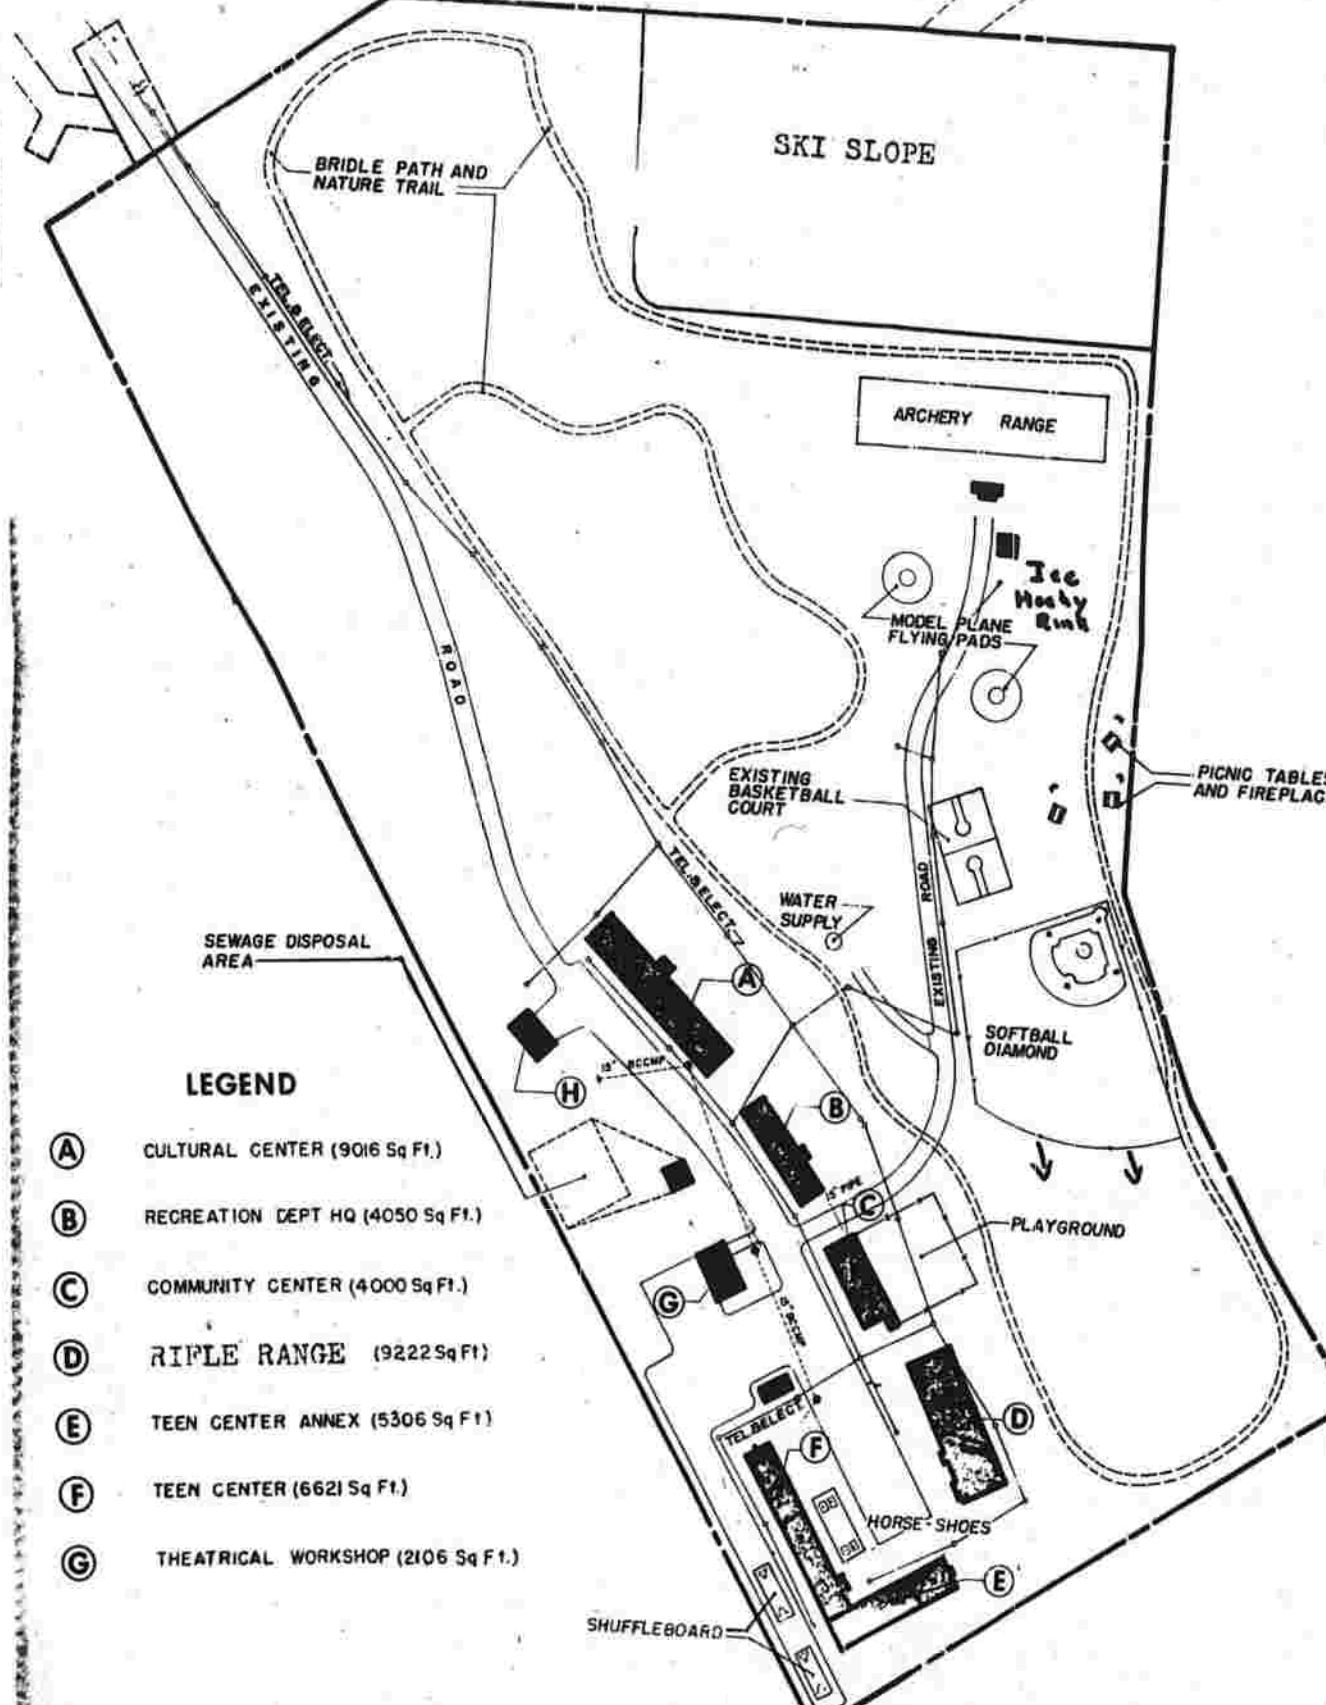 SKI SLOPE
BRIDLE PATH AND
NATURE TRAIL
TEL. & ELECT.
EXISTING
ROAD
ARCHERY RANGE
Ice
Rink
MODEL PLANE
FLYING PADS
EXISTING
BASKETBALL
COURT
PICNIC TABLES
AND FIREPLAC
TEL. & ELECT.
WATER
SUPPLY
ROAD
EXISTING
SEWAGE DISPOSAL
AREA
A
SOFTBALL
DIAMOND
15" BCCMP
H
B
15" PIPE
C
PLAYGROUND
G
15" BCCMP
TEL. & ELECT.
D
F
HORSE-SHOES
E
SHUFFLEBOARD
LEGEND
A CULTURAL CENTER (9016 Sq Ft.)
B RECREATION DEPT HQ (4050 Sq Ft.)
C COMMUNITY CENTER (4000 Sq Ft.)
D RIFLE RANGE (9222 Sq Ft)
E TEEN CENTER ANNEX (5306 Sq Ft)
F TEEN CENTER (6621 Sq Ft.)
G THEATRICAL WORKSHOP (2106 Sq Ft.)